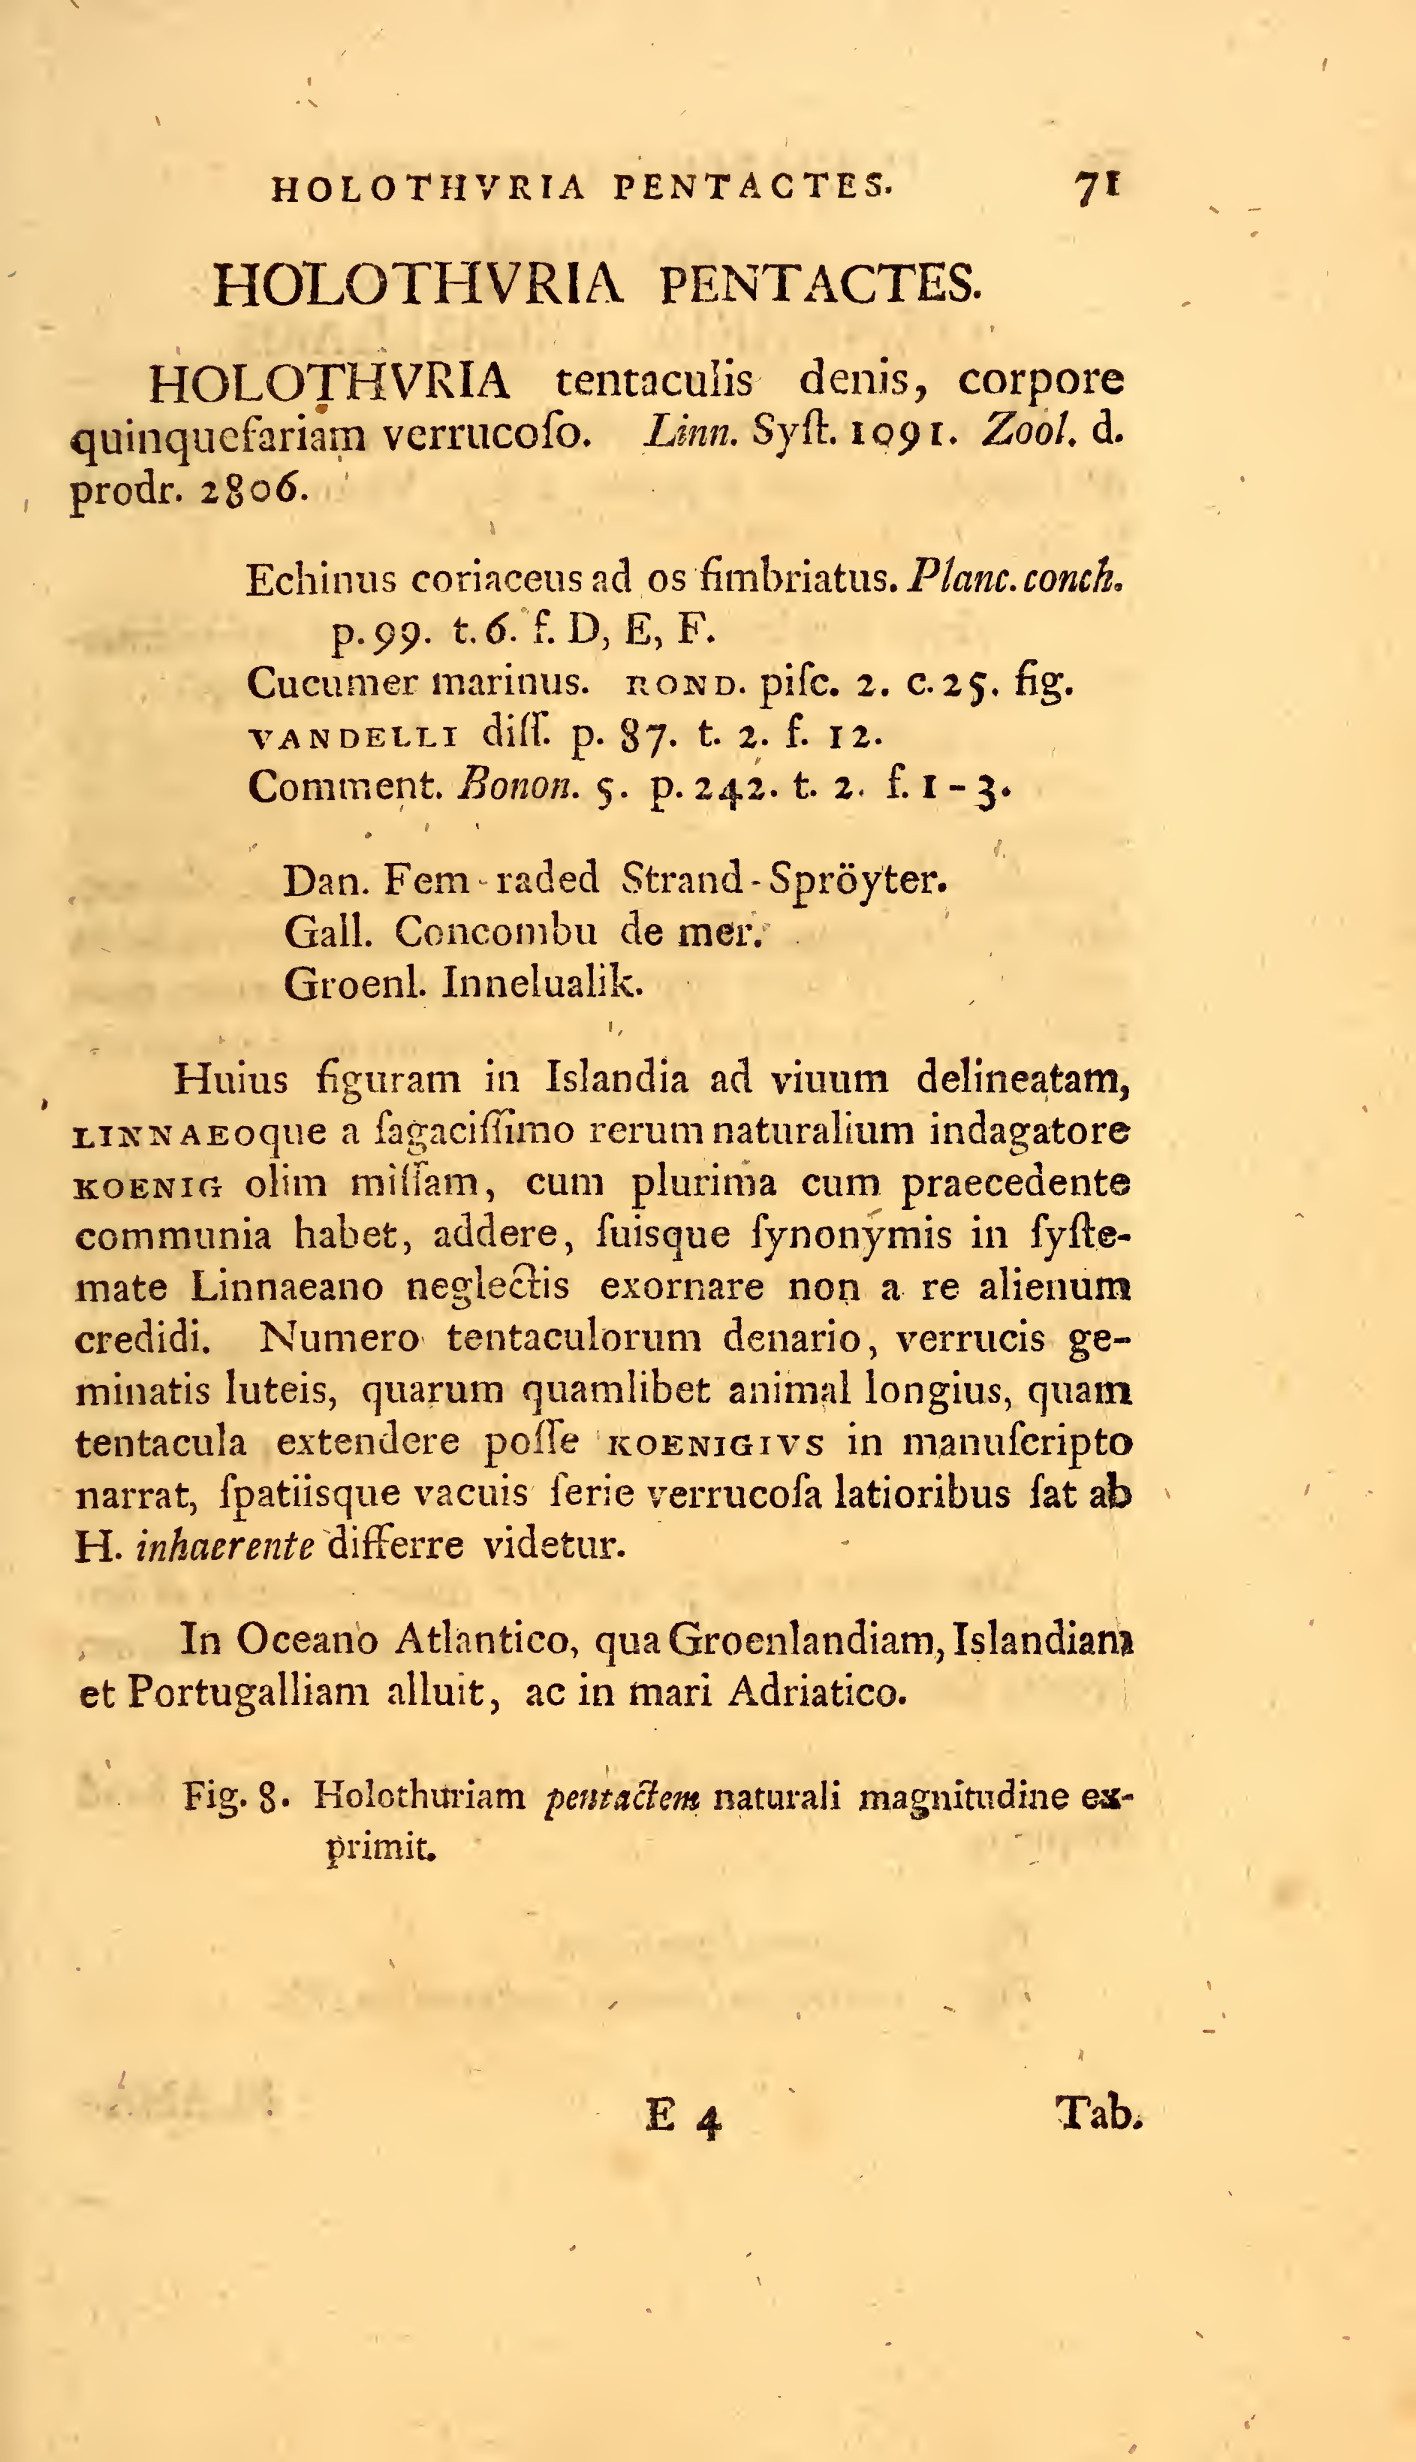 HOLOTHVRIA PENTACTES. 71
HOLOTHVRIA PENTACTES.
HOLOTHVRIA tentaculis denis, corpore
quinquefariam verrucoſo. Linn. Syſt. 1091. Zool. d.
prodr. 2806.
Echinus coriaceus ad os fimbriatus. Planc. conch.
p. 99. t. 6. f. D, E, F.
Cucumer marinus. ROND. piſc. 2. c. 25. fig.
VANDELLI diſſ. p. 87. t. 2. f. 12.
Comment. Bonon. 5. p. 242. t. 2. f. 1-3.
Dan. Fem-raded Strand-Spröyter.
Gall. Concombu de mer.
Groenl. Innelualik.
Huius figuram in Islandia ad viuum delineatam,
LINNAEOque a ſagaciſſimo rerum naturalium indagatore
KOENIG olim miſſam, cum plurima cum praecedente
communia habet, addere, ſuisque ſynonymis in ſyſte-
mate Linnaeano neglectis exornare non a re alienum
credidi. Numero tentaculorum denario, verrucis ge-
minatis luteis, quarum quamlibet animal longius, quam
tentacula extendere poſſe KOENIGIVS in manuſcripto
narrat, ſpatiisque vacuis ſerie verrucoſa latioribus ſat ab
H. inhaerente differre videtur.
In Oceano Atlantico, qua Groenlandiam, Islandiam
et Portugalliam alluit, ac in mari Adriatico.
Fig. 8. Holothuriam pentactem naturali magnitudine ex-
primit.
E 4 Tab.